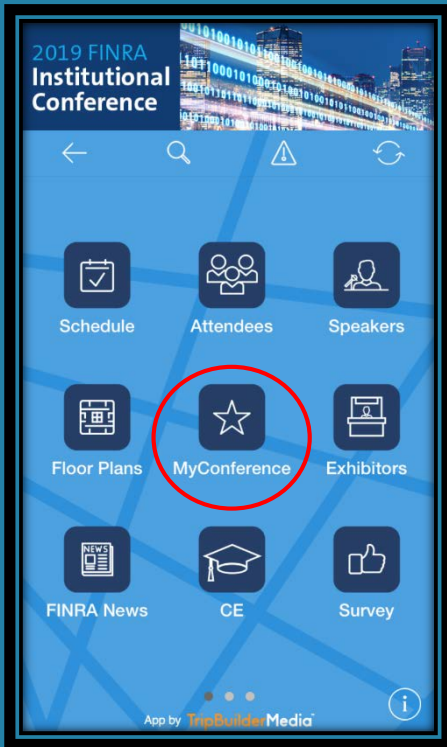 2019 FINRA
Institutional
Conference
Schedule
Attendees
Speakers
Floor Plans
MyConference
Exhibitors
NEWS
FINRA News
CE
Survey
i
App by TripBuilderMedia